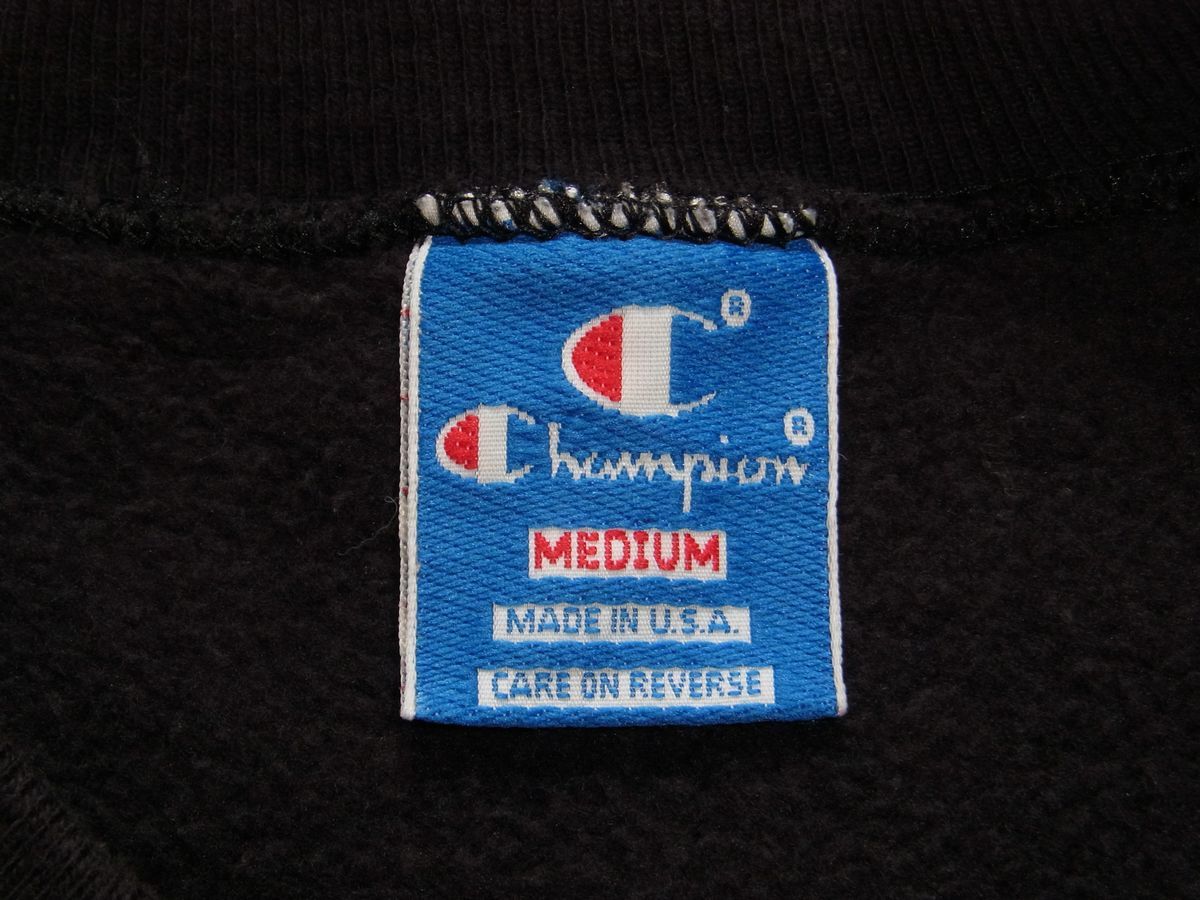 C®
Champion®
MEDIUM
MADE IN U.S.A.
CARE ON REVERSE